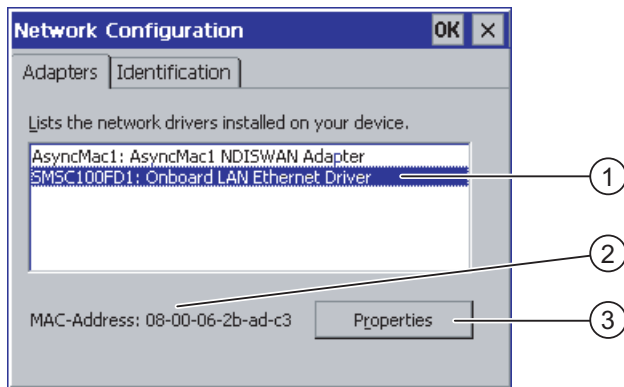 Network Configuration OK ×
Adapters Identification
Lists the network drivers installed on your device.
AsyncMac1: AsyncMac1 NDISWAN Adapter
SMSC100FD1: Onboard LAN Ethernet Driver
1
2
MAC-Address: 08-00-06-2b-ad-c3 Properties
3